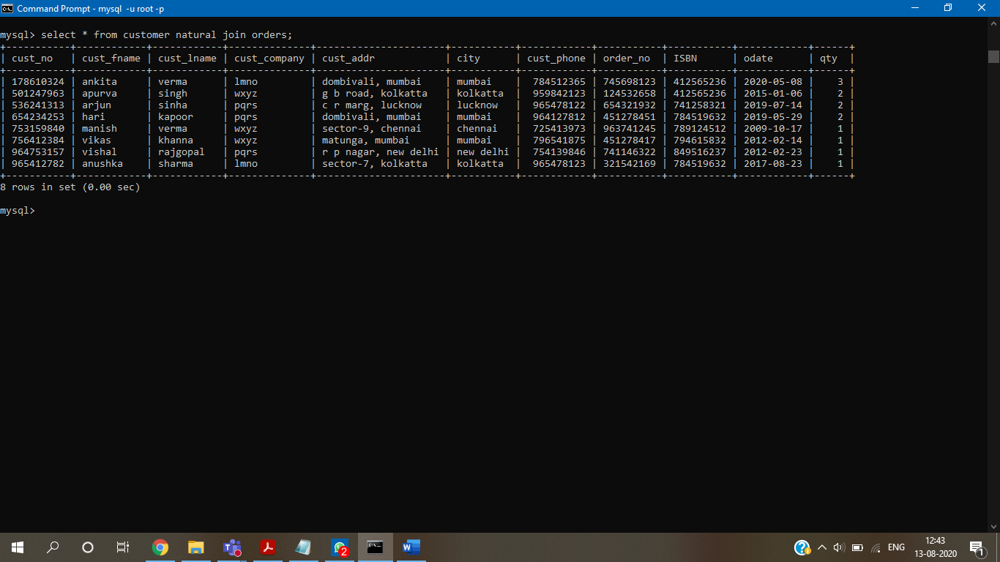 Command Prompt - mysql  -u root -p
mysql> select * from customer natural join orders;
+-----------+------------+------------+--------------+----------------------+-----------+------------+-----------+-----------+------------+------+
| cust_no   | cust_fname | cust_lname | cust_company | cust_addr            | city      | cust_phone | order_no  | ISBN      | odate      | qty  |
+-----------+------------+------------+--------------+----------------------+-----------+------------+-----------+-----------+------------+------+
| 178610324 | ankita     | verma      | lmno         | dombivali, mumbai    | mumbai    |  784512365 | 745698123 | 412565236 | 2020-05-08 |    3 |
| 501247963 | apurva     | singh      | wxyz         | g b road, kolkatta   | kolkatta  |  959842123 | 124532658 | 412565236 | 2015-01-06 |    2 |
| 536241313 | arjun      | sinha      | pqrs         | c r marg, lucknow    | lucknow   |  965478122 | 654321932 | 741258321 | 2019-07-14 |    2 |
| 654234253 | hari       | kapoor     | pqrs         | dombivali, mumbai    | mumbai    |  964127812 | 451278451 | 784519632 | 2019-05-29 |    2 |
| 753159840 | manish     | verma      | wxyz         | sector-9, chennai    | chennai   |  725413973 | 963741245 | 789124512 | 2009-10-17 |    1 |
| 756412384 | vikas      | khanna     | wxyz         | matunga, mumbai      | mumbai    |  796541875 | 451278417 | 794615832 | 2012-02-14 |    1 |
| 964753157 | vishal     | rajgopal   | pqrs         | r p nagar, new delhi | new delhi |  754139846 | 741146322 | 849516237 | 2012-02-23 |    1 |
| 965412782 | anushka    | sharma     | lmno         | sector-7, kolkatta   | kolkatta  |  965478123 | 321542169 | 784519632 | 2017-08-23 |    1 |
+-----------+------------+------------+--------------+----------------------+-----------+------------+-----------+-----------+------------+------+
8 rows in set (0.00 sec)
mysql>
2
ENG
12:43
13-08-2020
1